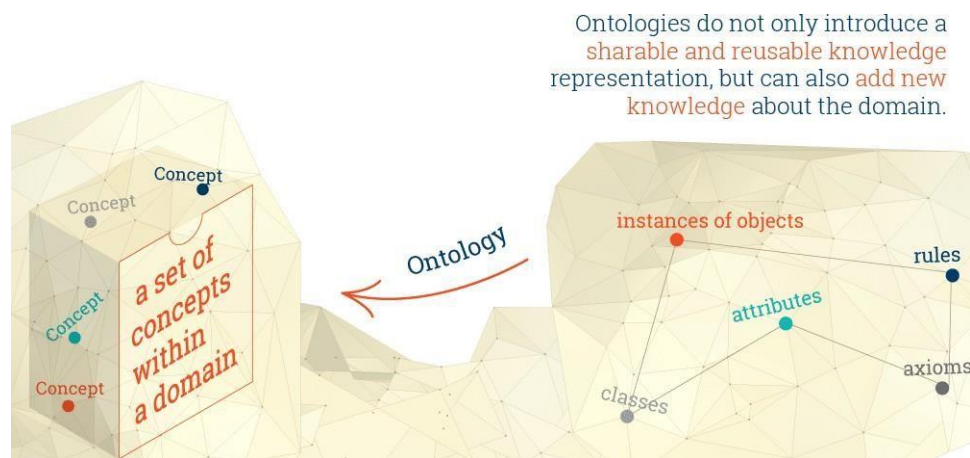 Ontologies do not only introduce a
sharable and reusable knowledge
representation, but can also add new
knowledge about the domain.
Concept
Concept
Concept
Concept
a set of
concepts
within
a domain
Ontology
instances of objects
rules
attributes
axioms
classes